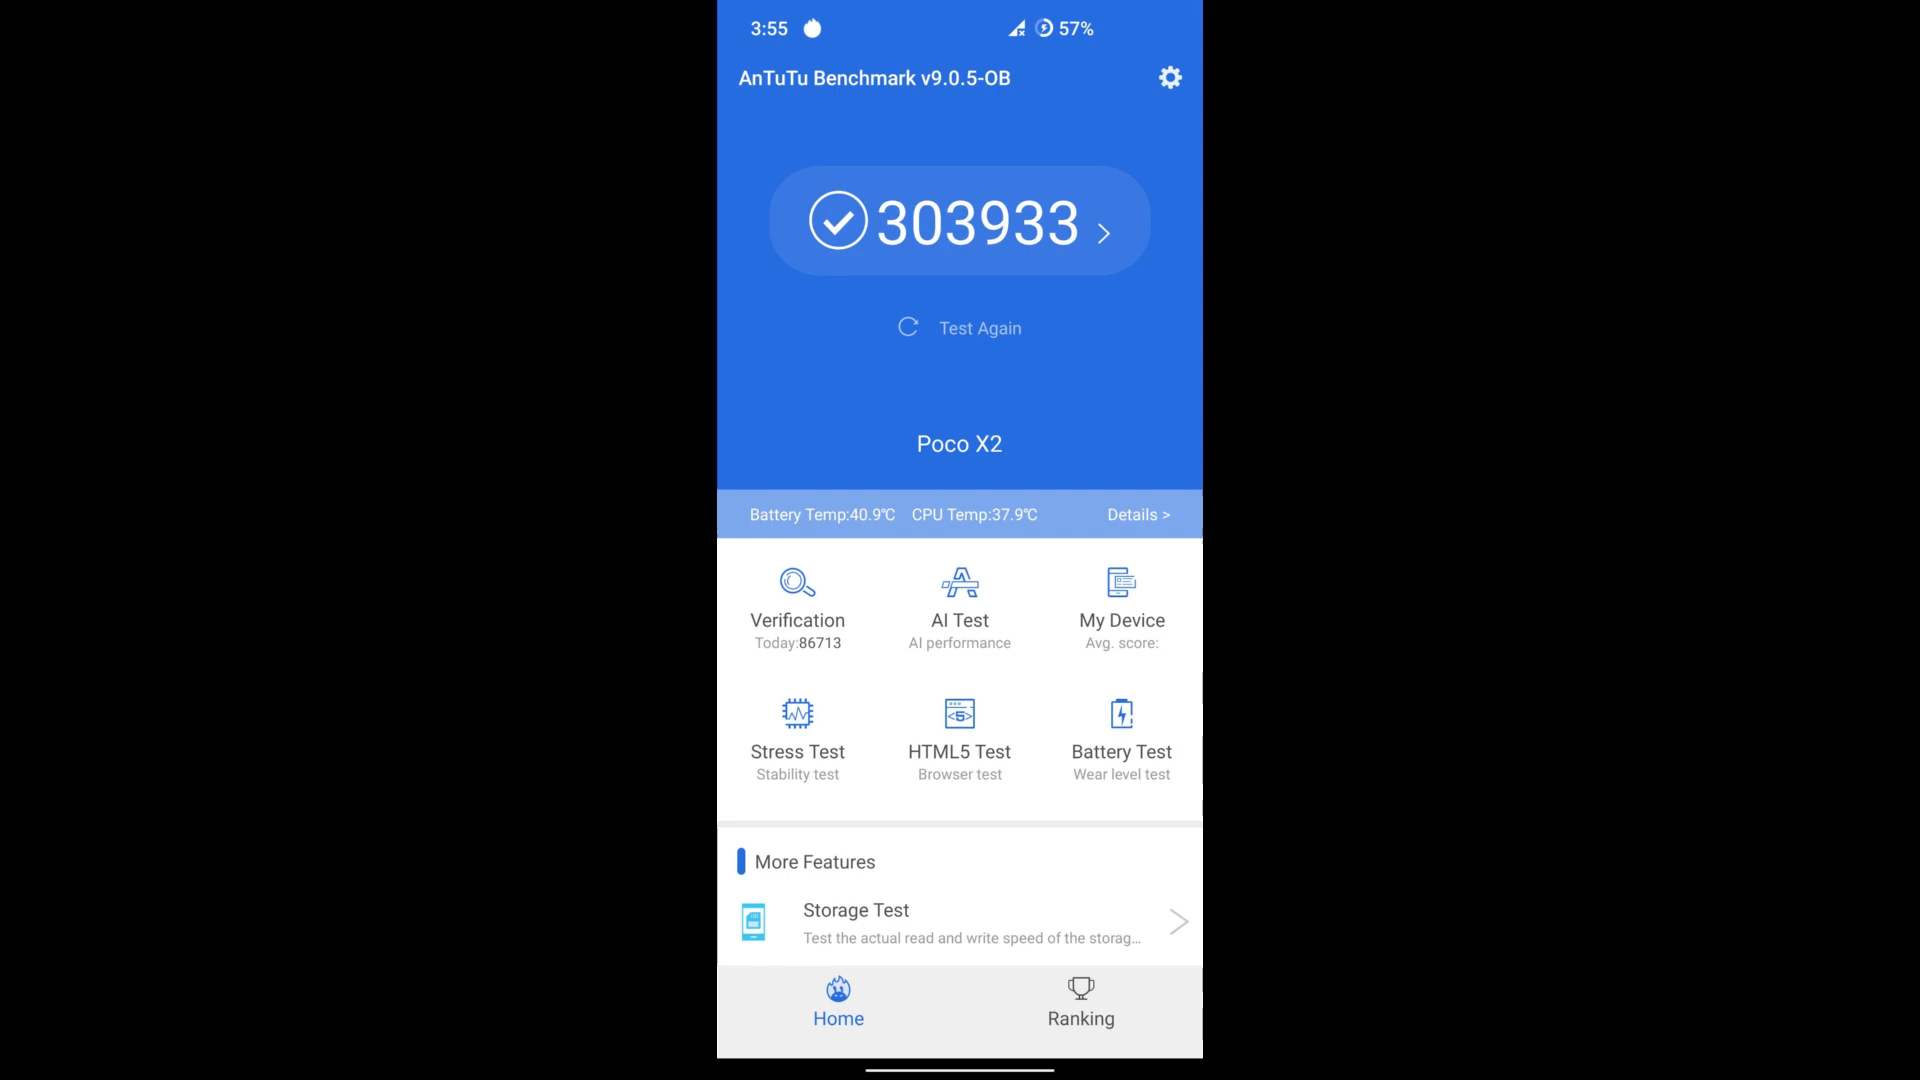 3:55
57%
AnTuTu Benchmark v9.0.5-OB
303933 >
Test Again
Poco X2
Battery Temp:40.9℃ CPU Temp:37.9℃ Details >
Verification AI Test My Device
Today:86713 AI performance Avg. score:
Stress Test HTML5 Test Battery Test
Stability test Browser test Wear level test
More Features
Storage Test
Test the actual read and write speed of the storag...
Home Ranking